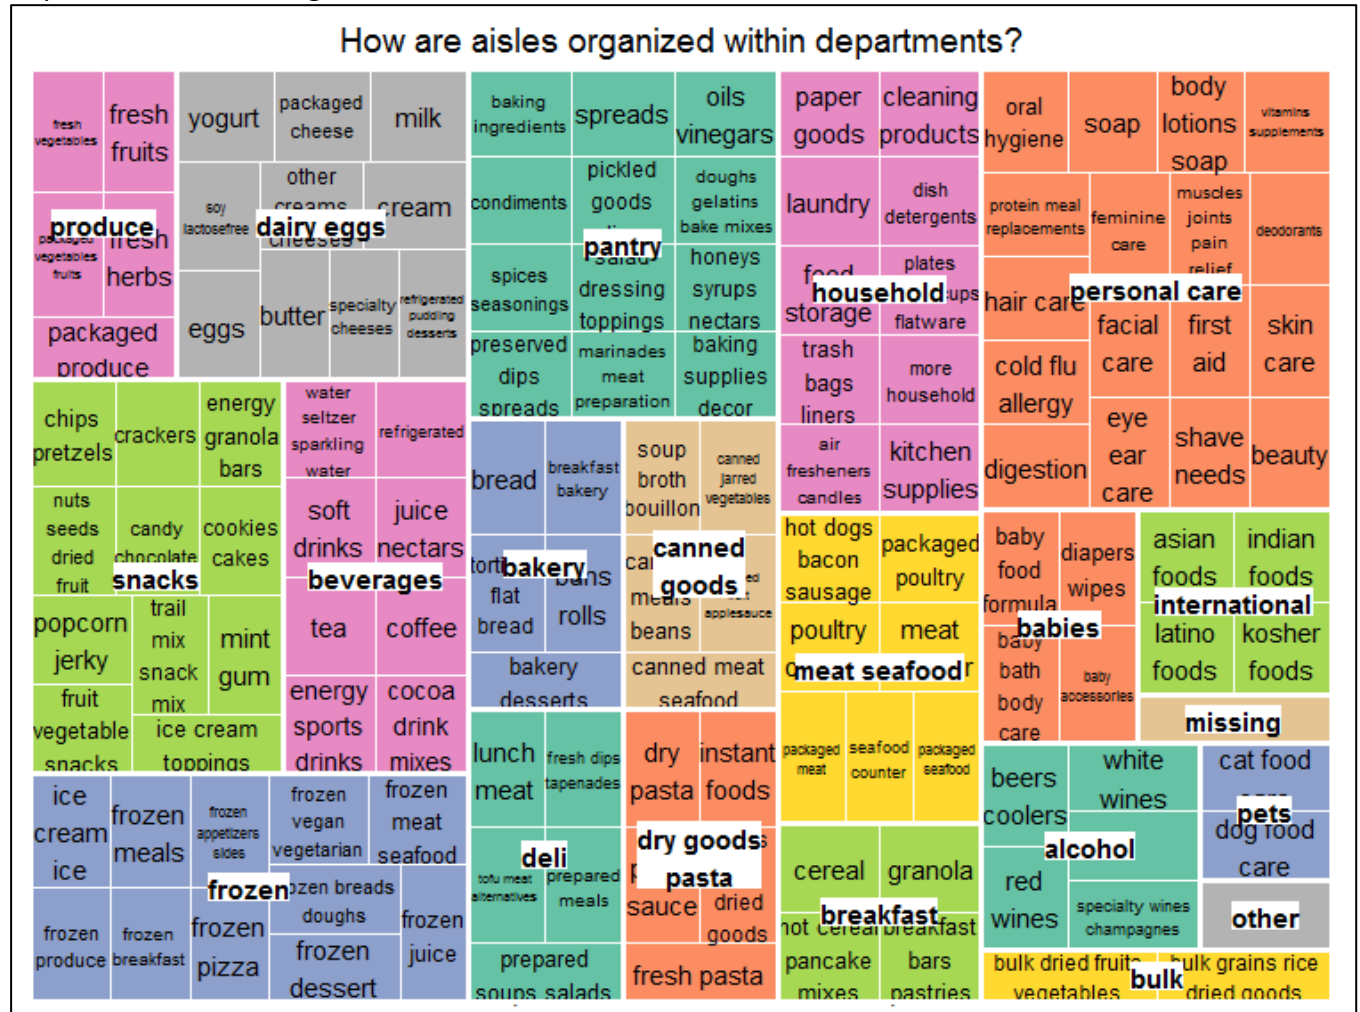 How are aisles organized within departments?
fresh
vegetables
fresh
fruits
produce
packaged
vegetables
fruits
fresh
herbs
packaged
produce
yogurt
packaged
cheese
milk
soy
lactosefree
other
creams
cheeses
cream
dairy eggs
eggs
butter
specialty
cheeses
refrigerated
pudding
desserts
baking
ingredients
spreads
oils
vinegars
condiments
pickled
goods
doughs
gelatins
bake mixes
pantry
spices
seasonings
salad
dressing
toppings
honeys
syrups
nectars
preserved
dips
spreads
marinades
meat
preparation
baking
supplies
decor
paper
goods
cleaning
products
laundry
dish
detergents
food
storage
plates
cups
flatware
household
trash
bags
liners
more
household
air
fresheners
candles
kitchen
supplies
oral
hygiene
soap
body
lotions
soap
vitamins
supplements
protein meal
replacements
feminine
care
muscles
joints
pain
relief
deodorants
hair care
personal care
facial
care
first
aid
skin
care
cold flu
allergy
digestion
eye
ear
care
shave
needs
beauty
chips
pretzels
crackers
energy
granola
bars
nuts
seeds
dried
fruit
candy
chocolate
cookies
cakes
snacks
popcorn
jerky
trail
mix
snack
mix
mint
gum
fruit
vegetable
snacks
ice cream
toppings
water
seltzer
sparkling
water
refrigerated
soft
drinks
juice
nectars
beverages
tea
coffee
energy
sports
drinks
cocoa
drink
mixes
bread
breakfast
bakery
bakery
flat
bread
rolls
bakery
desserts
soup
broth
bouillon
canned
jarred
vegetables
canned
goods
meals
beans
applesauce
canned meat
seafood
hot dogs
bacon
sausage
packaged
poultry
poultry
meat
meat seafood
packaged
meat
seafood
counter
packaged
seafood
baby
food
formula
diapers
wipes
babies
baby
bath
body
care
baby
accessories
asian
foods
indian
foods
international
latino
foods
kosher
foods
missing
ice
cream
ice
frozen
meals
frozen
appetizers
sides
frozen
vegan
vegetarian
frozen
meat
seafood
frozen
frozen
produce
frozen
breakfast
frozen
pizza
breads
doughs
frozen
dessert
frozen
juice
lunch
meat
fresh dips
tapenades
deli
tofu meat
alternatives
prepared
meals
prepared
soups salads
dry
pasta
instant
foods
dry goods
pasta
sauce
dried
goods
fresh pasta
cereal
granola
breakfast
hot cereal
pancake
mixes
breakfast
bars
pastries
beers
coolers
white
wines
alcohol
red
wines
specialty wines
champagnes
cat food
pets
dog food
care
other
bulk dried fruits
vegetables
bulk
bulk grains rice
dried goods